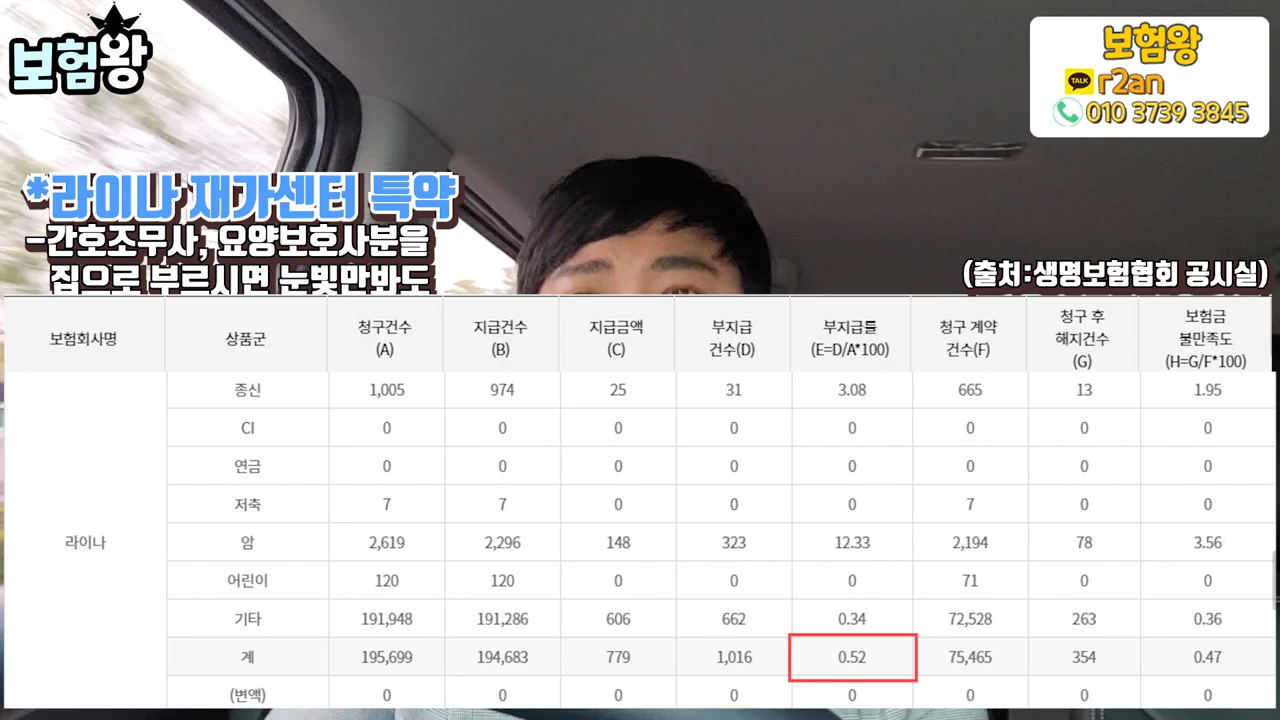 보험왕
보험왕
TALK r2an
010 3739 3845
*라이나 재가센터 특약
-간호조무사, 요양보호사분을
집으로 부르시면 눈빛만봐도
(출처:생명보험협회 공시실)
보험회사명 상품군 청구건수 (A) 지급건수 (B) 지급금액 (C) 부지급 건수(D) 부지급률 (E=D/A*100) 청구 계약 건수(F) 청구 후 해지건수 (G) 보험금 불만족도 (H=G/F*100)
종신 1,005 974 25 31 3.08 665 13 1.95
CI 0 0 0 0 0 0 0 0
연금 0 0 0 0 0 0 0 0
저축 7 7 0 0 0 7 0 0
라이나 암 2,619 2,296 148 323 12.33 2,194 78 3.56
어린이 120 120 0 0 0 71 0 0
기타 191,948 191,286 606 662 0.34 72,528 263 0.36
계 195,699 194,683 779 1,016 0.52 75,465 354 0.47
(변액) 0 0 0 0 0 0 0 0